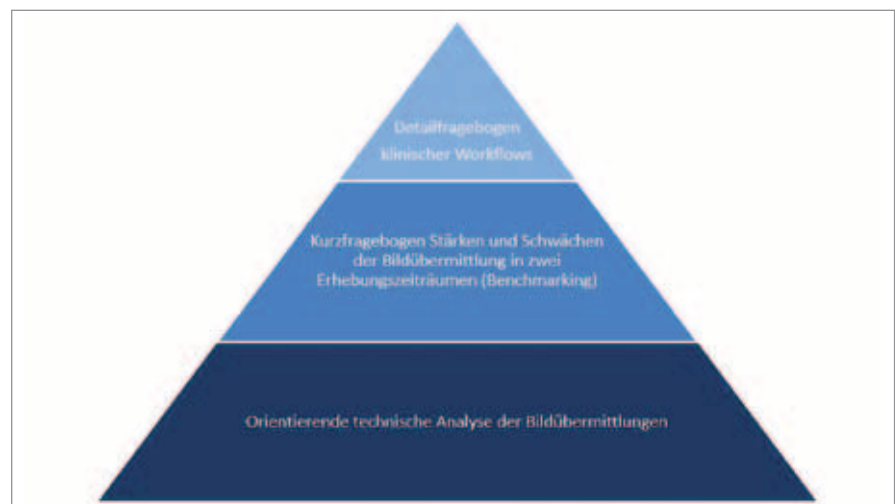 Detailfragebogen
klinischer Workflows
Kurzfragebogen Stärken und Schwächen
der Bildübermittlung in zwei
Erhebungszeiträumen (Benchmarking)
Orientierende technische Analyse der Bildübermittlungen